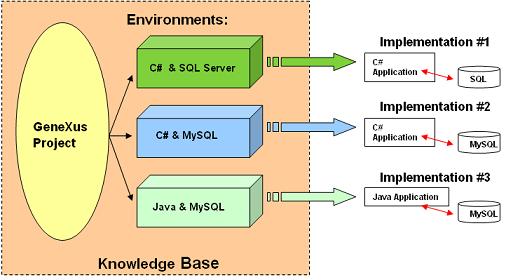 Environments:
GeneXus
Project
C# & SQL Server
C# & MySQL
Java & MySQL
Knowledge Base
Implementation #1
C#
Application
SQL
Implementation #2
C#
Application
MySQL
Implementation #3
Java Application
MySQL